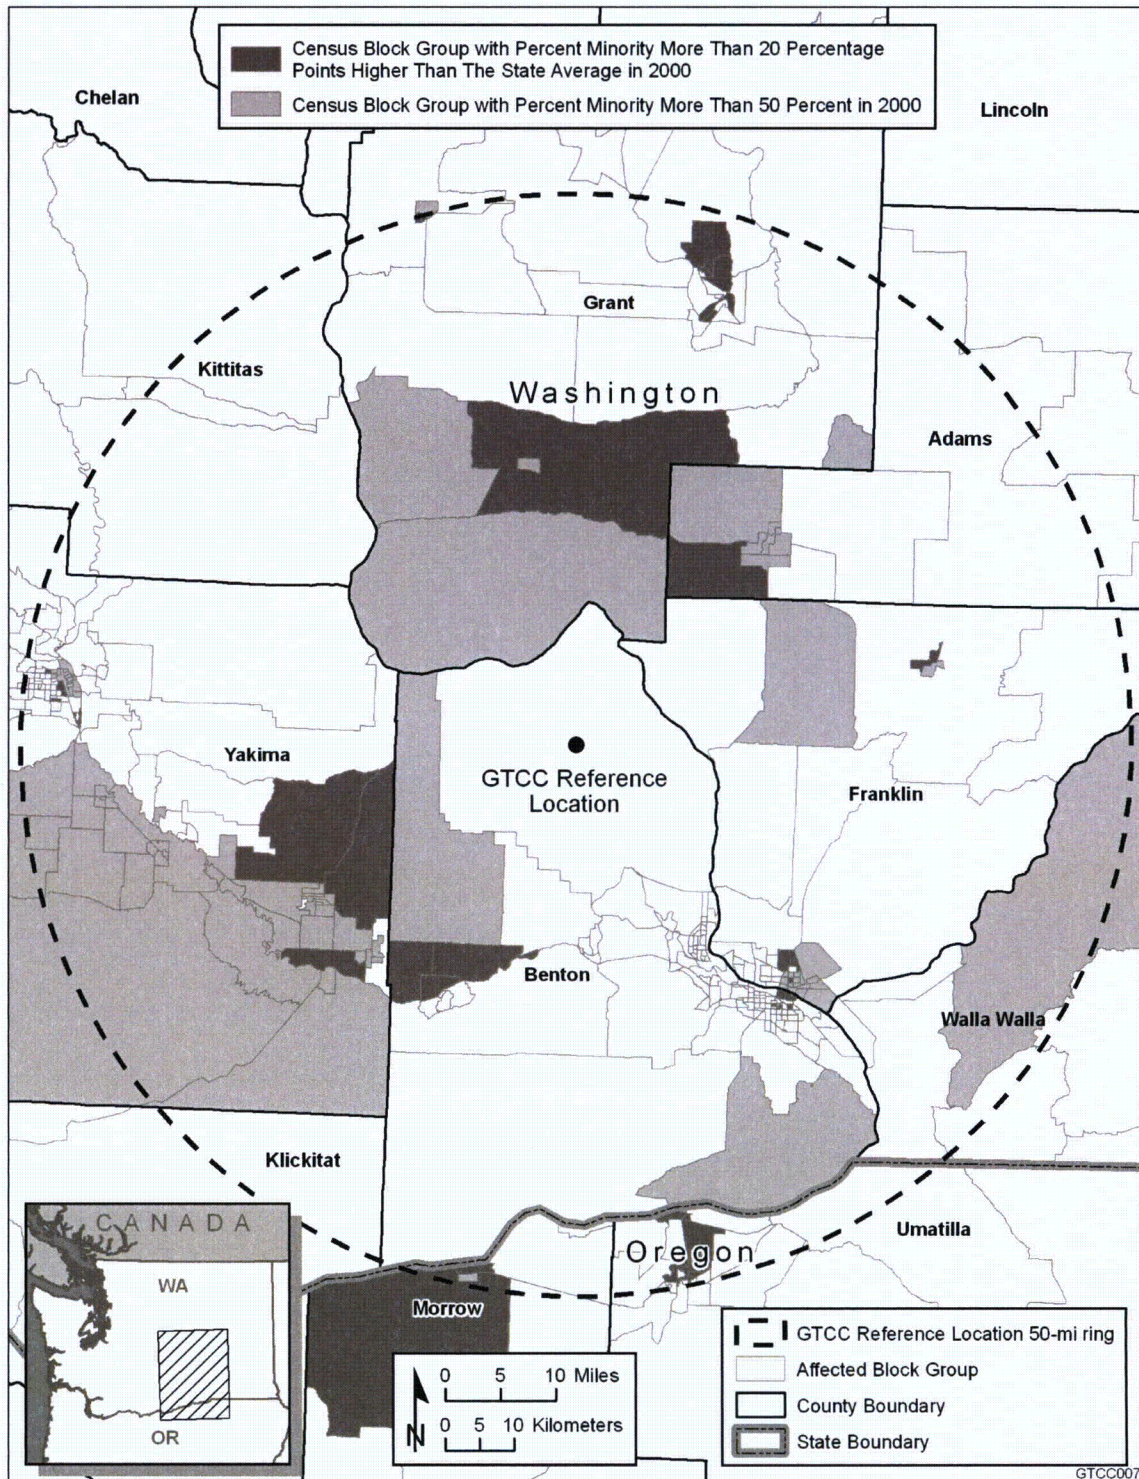 Census Block Group with Percent Minority More Than 20 Percentage
Points Higher Than The State Average in 2000
Census Block Group with Percent Minority More Than 50 Percent in 2000
Chelan
Lincoln
Grant
Kittitas
Washington
Adams
Yakima
GTCC Reference
Location
Franklin
Benton
Walla Walla
Klickitat
Umatilla
Oregon
Morrow
CANADA
WA
OR
0 5 10 Miles
0 5 10 Kilometers
N
GTCC Reference Location 50-mi ring
Affected Block Group
County Boundary
State Boundary
GTCC007